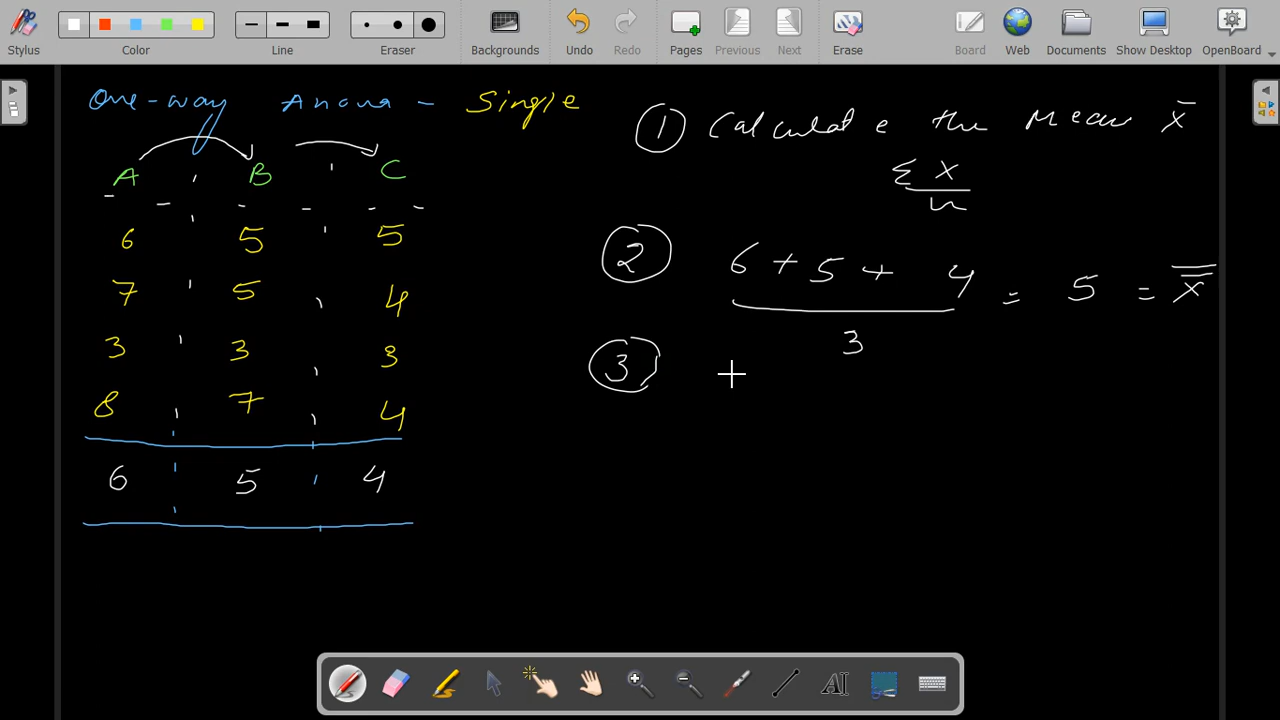 Stylus Color Line Eraser Backgrounds Undo Redo Pages Previous Next Erase Board Web Documents Show Desktop OpenBoard
One-way Anova - Single
A B C
6 5 5
7 5 4
3 3 3
8 7 4
6 5 4
① Calculate the Mean x̄
Σx
n
② 6 + 5 + 4 = 5 = x̿
3
③